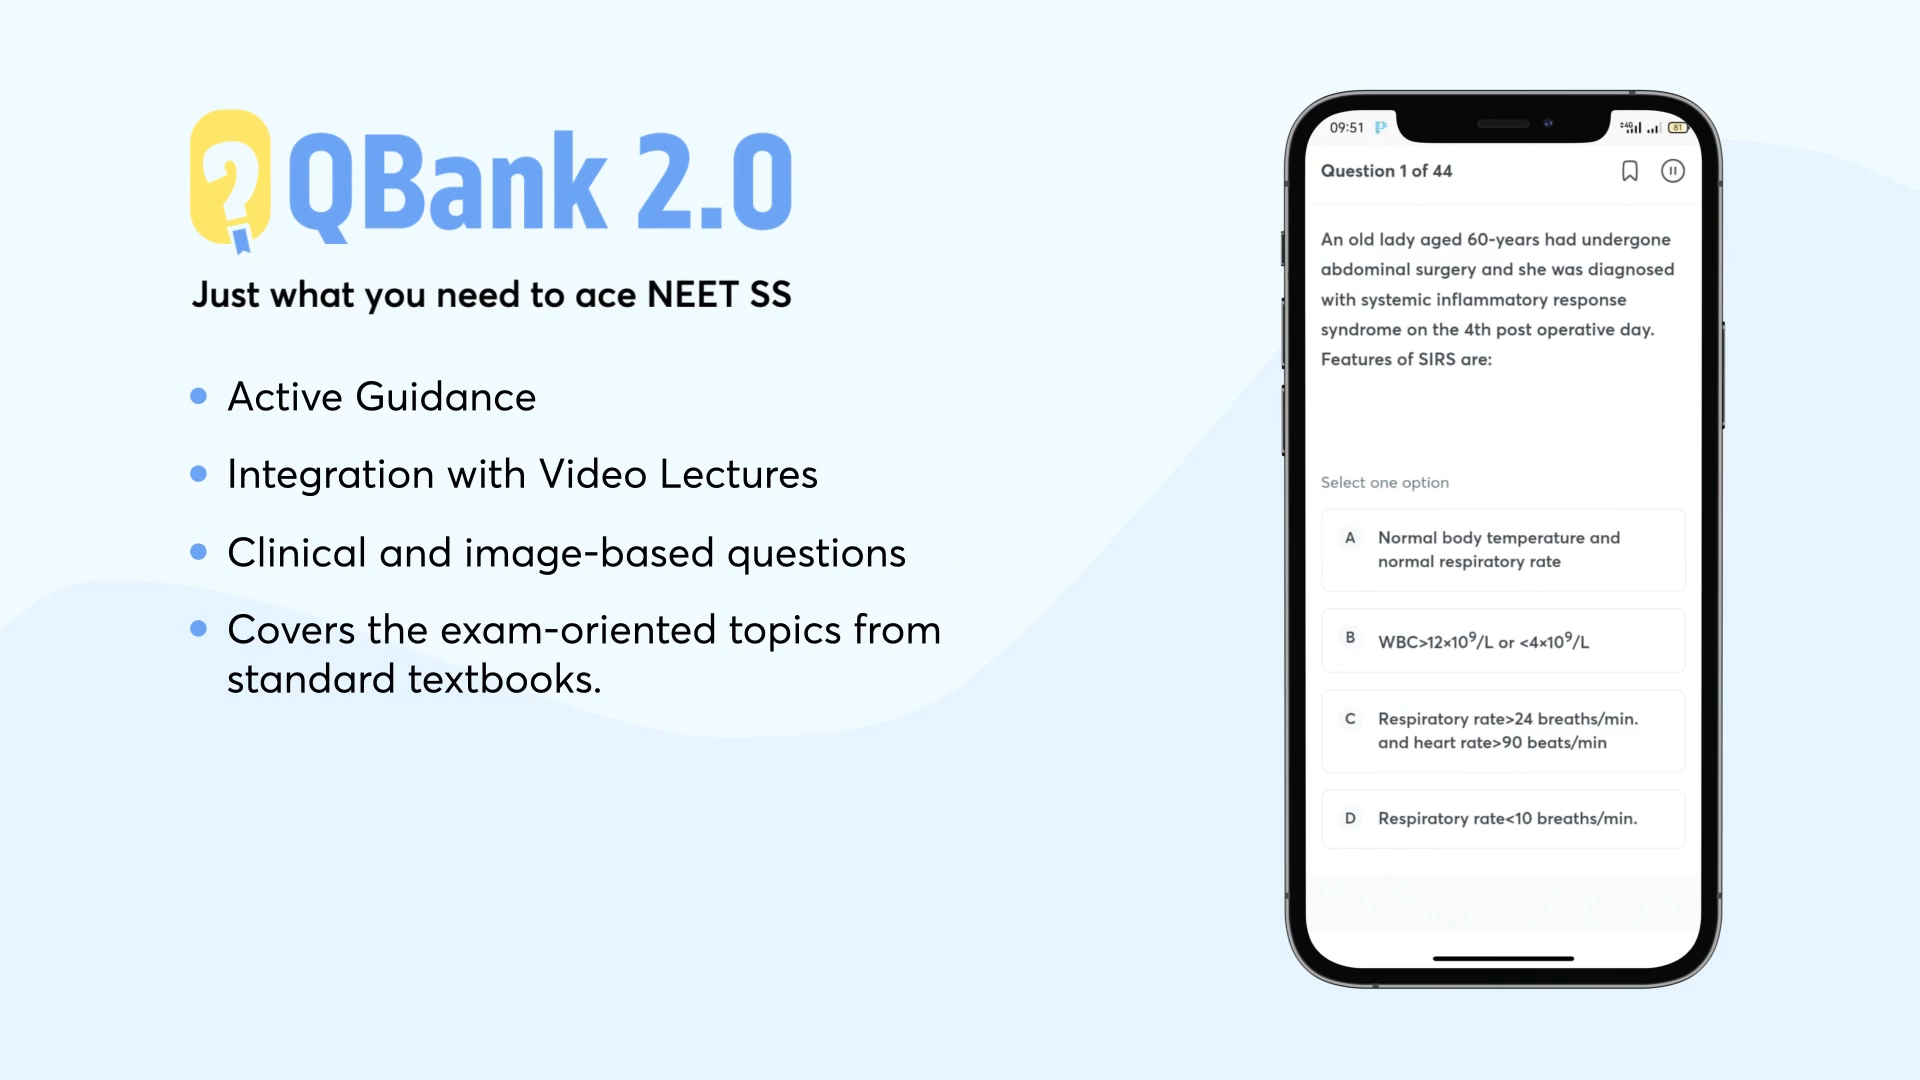 QBank 2.0
Just what you need to ace NEET SS
• Active Guidance
• Integration with Video Lectures
• Clinical and image-based questions
• Covers the exam-oriented topics from
standard textbooks.
09:51
4G
81
Question 1 of 44
An old lady aged 60-years had undergone
abdominal surgery and she was diagnosed
with systemic inflammatory response
syndrome on the 4th post operative day.
Features of SIRS are:
Select one option
A Normal body temperature and
normal respiratory rate
B WBC>12×10⁹/L or <4×10⁹/L
C Respiratory rate>24 breaths/min.
and heart rate>90 beats/min
D Respiratory rate<10 breaths/min.